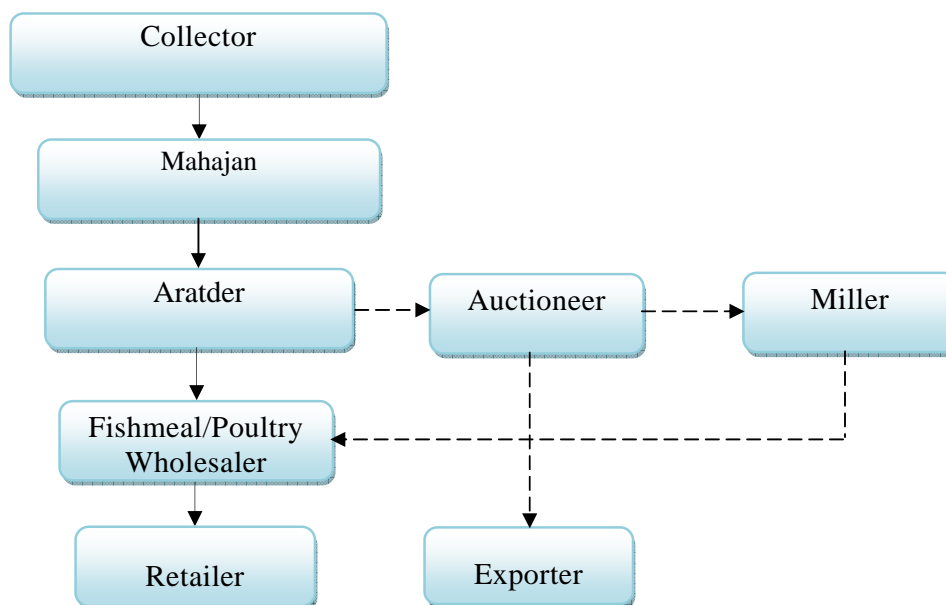 Collector
Mahajan
Aratder
Auctioneer
Miller
Fishmeal/Poultry
Wholesaler
Retailer
Exporter